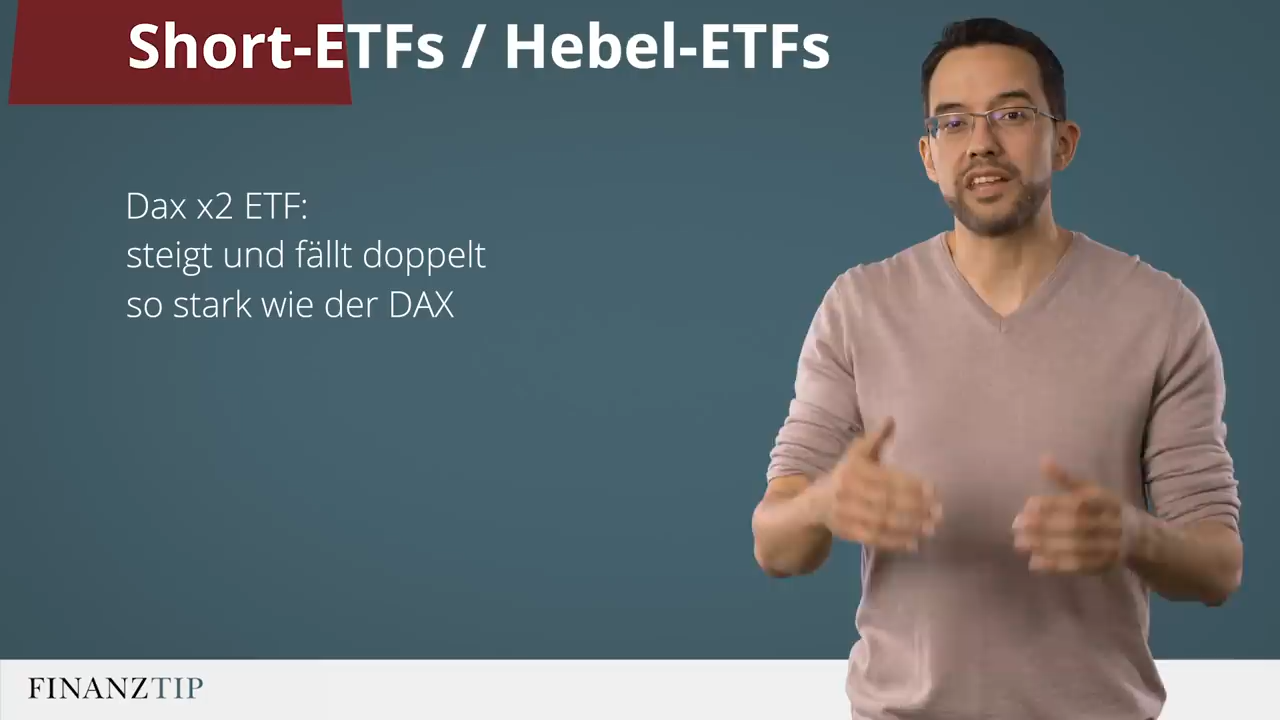 Short-ETFs / Hebel-ETFs
Dax x2 ETF:
steigt und fällt doppelt
so stark wie der DAX
FINANZTIP